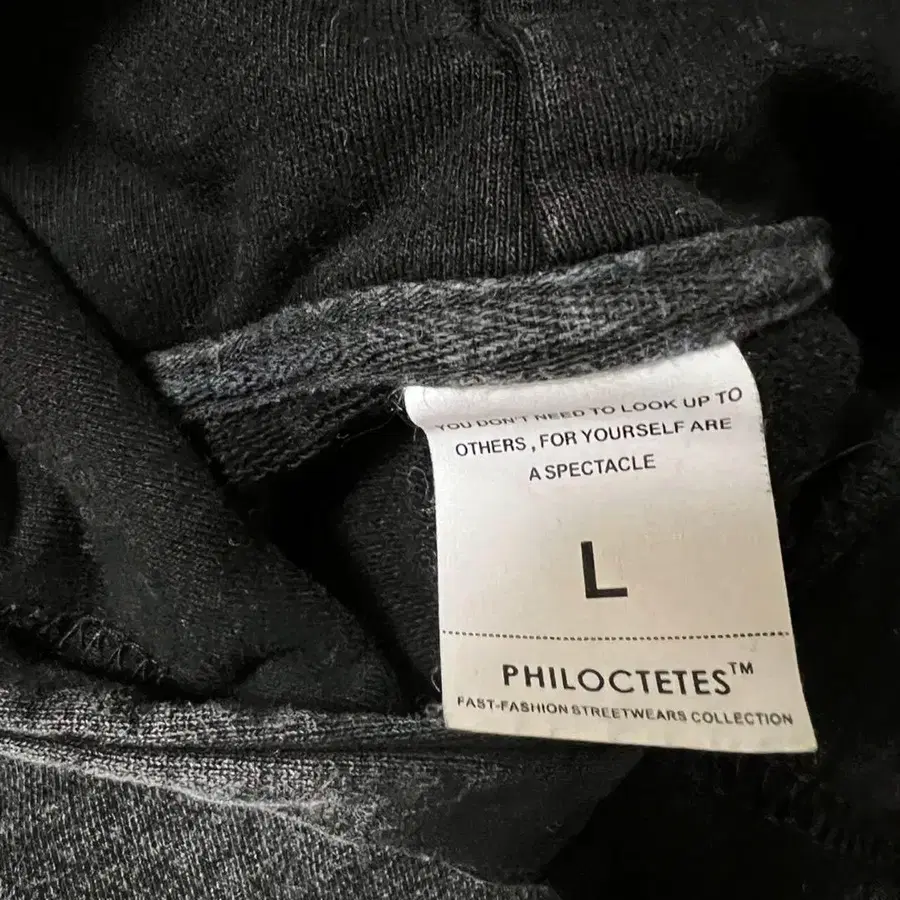 YOU DON'T NEED TO LOOK UP TO
OTHERS, FOR YOURSELF ARE
A SPECTACLE
L
PHILOCTETES™
FAST-FASHION STREETWEARS COLLECTION